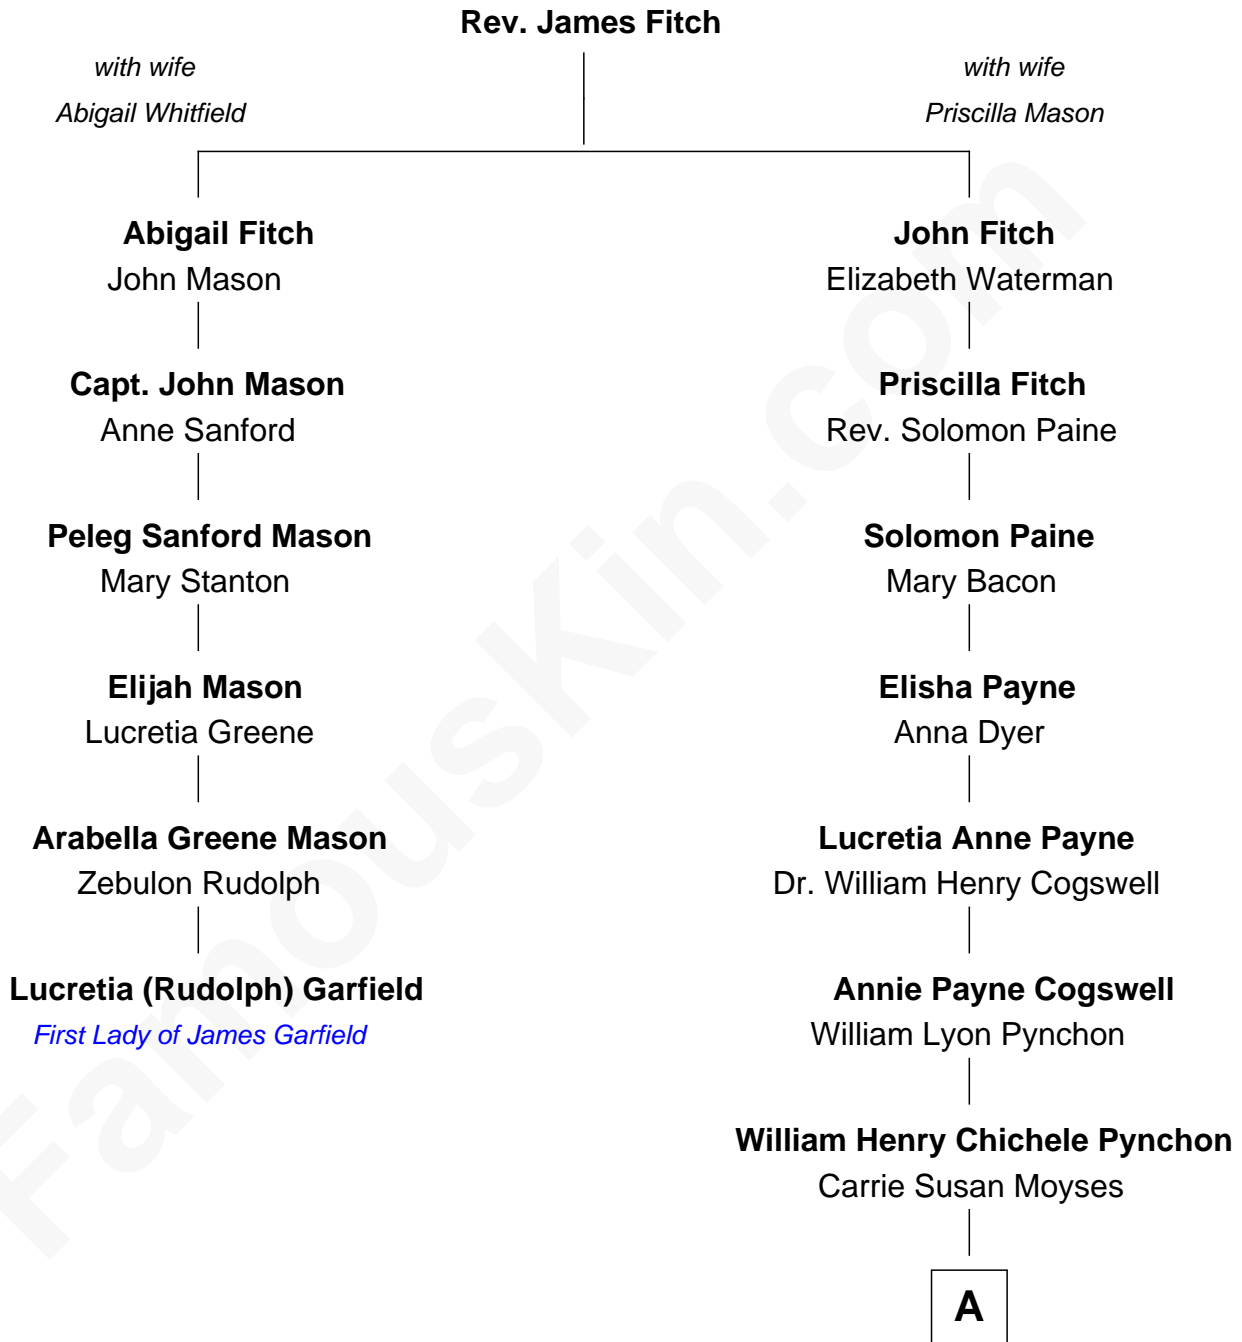 Rev. James Fitch
with wife
Abigail Whitfield
with wife
Priscilla Mason
Abigail Fitch
John Mason
John Fitch
Elizabeth Waterman
Capt. John Mason
Anne Sanford
Priscilla Fitch
Rev. Solomon Paine
Peleg Sanford Mason
Mary Stanton
Solomon Paine
Mary Bacon
Elijah Mason
Lucretia Greene
Elisha Payne
Anna Dyer
Arabella Greene Mason
Zebulon Rudolph
Lucretia Anne Payne
Dr. William Henry Cogswell
Lucretia (Rudolph) Garfield
First Lady of James Garfield
Annie Payne Cogswell
William Lyon Pynchon
William Henry Chichele Pynchon
Carrie Susan Moyses
A
FamousKin.com